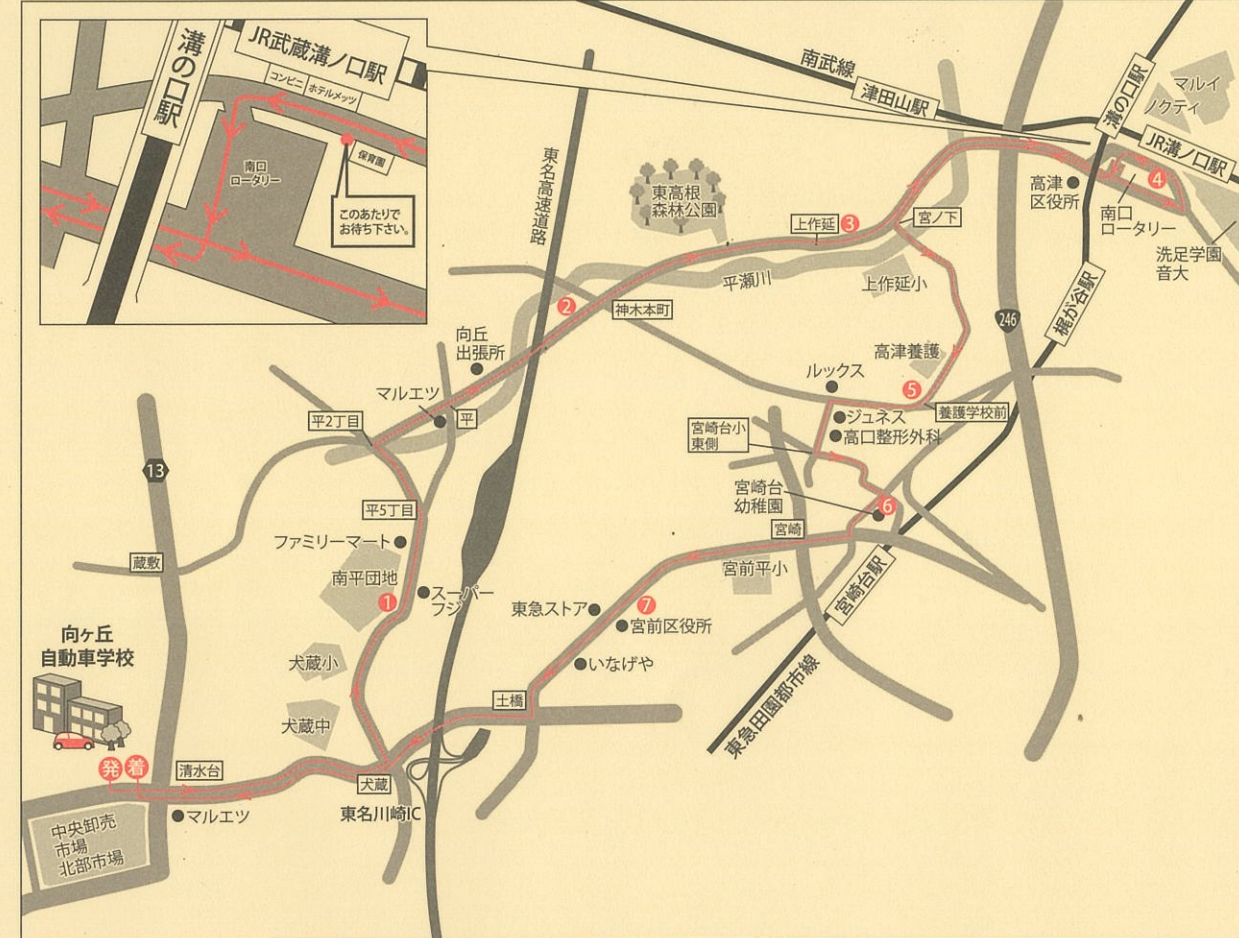 溝の口駅
JR武蔵溝ノ口駅
コンビニ
ホテルメッツ
保育園
南口
ロータリー
このあたりで
お待ち下さい。
南武線
津田山駅
溝の口駅
マルイ
ノクティ
JR溝ノ口駅
4
高津
区役所
南口
ロータリー
洗足学園
音大
東名高速道路
東高根
森林公園
上作延
3
宮ノ下
平瀬川
上作延小
梶が谷駅
246
2
神木本町
向丘
出張所
マルエツ
平
平2丁目
高津養護
ルックス
5
養護学校前
ジュネス
高口整形外科
宮崎台小
東側
13
平5丁目
宮崎台
幼稚園
6
宮崎
ファミリーマート
蔵敷
南平団地
1
スーパー
フジ
宮前平小
宮崎台駅
東急ストア
7
宮前区役所
いなげや
向ヶ丘
自動車学校
犬蔵小
犬蔵中
土橋
東急田園都市線
発
着
清水台
犬蔵
東名川崎IC
マルエツ
中央卸売
市場
北部市場